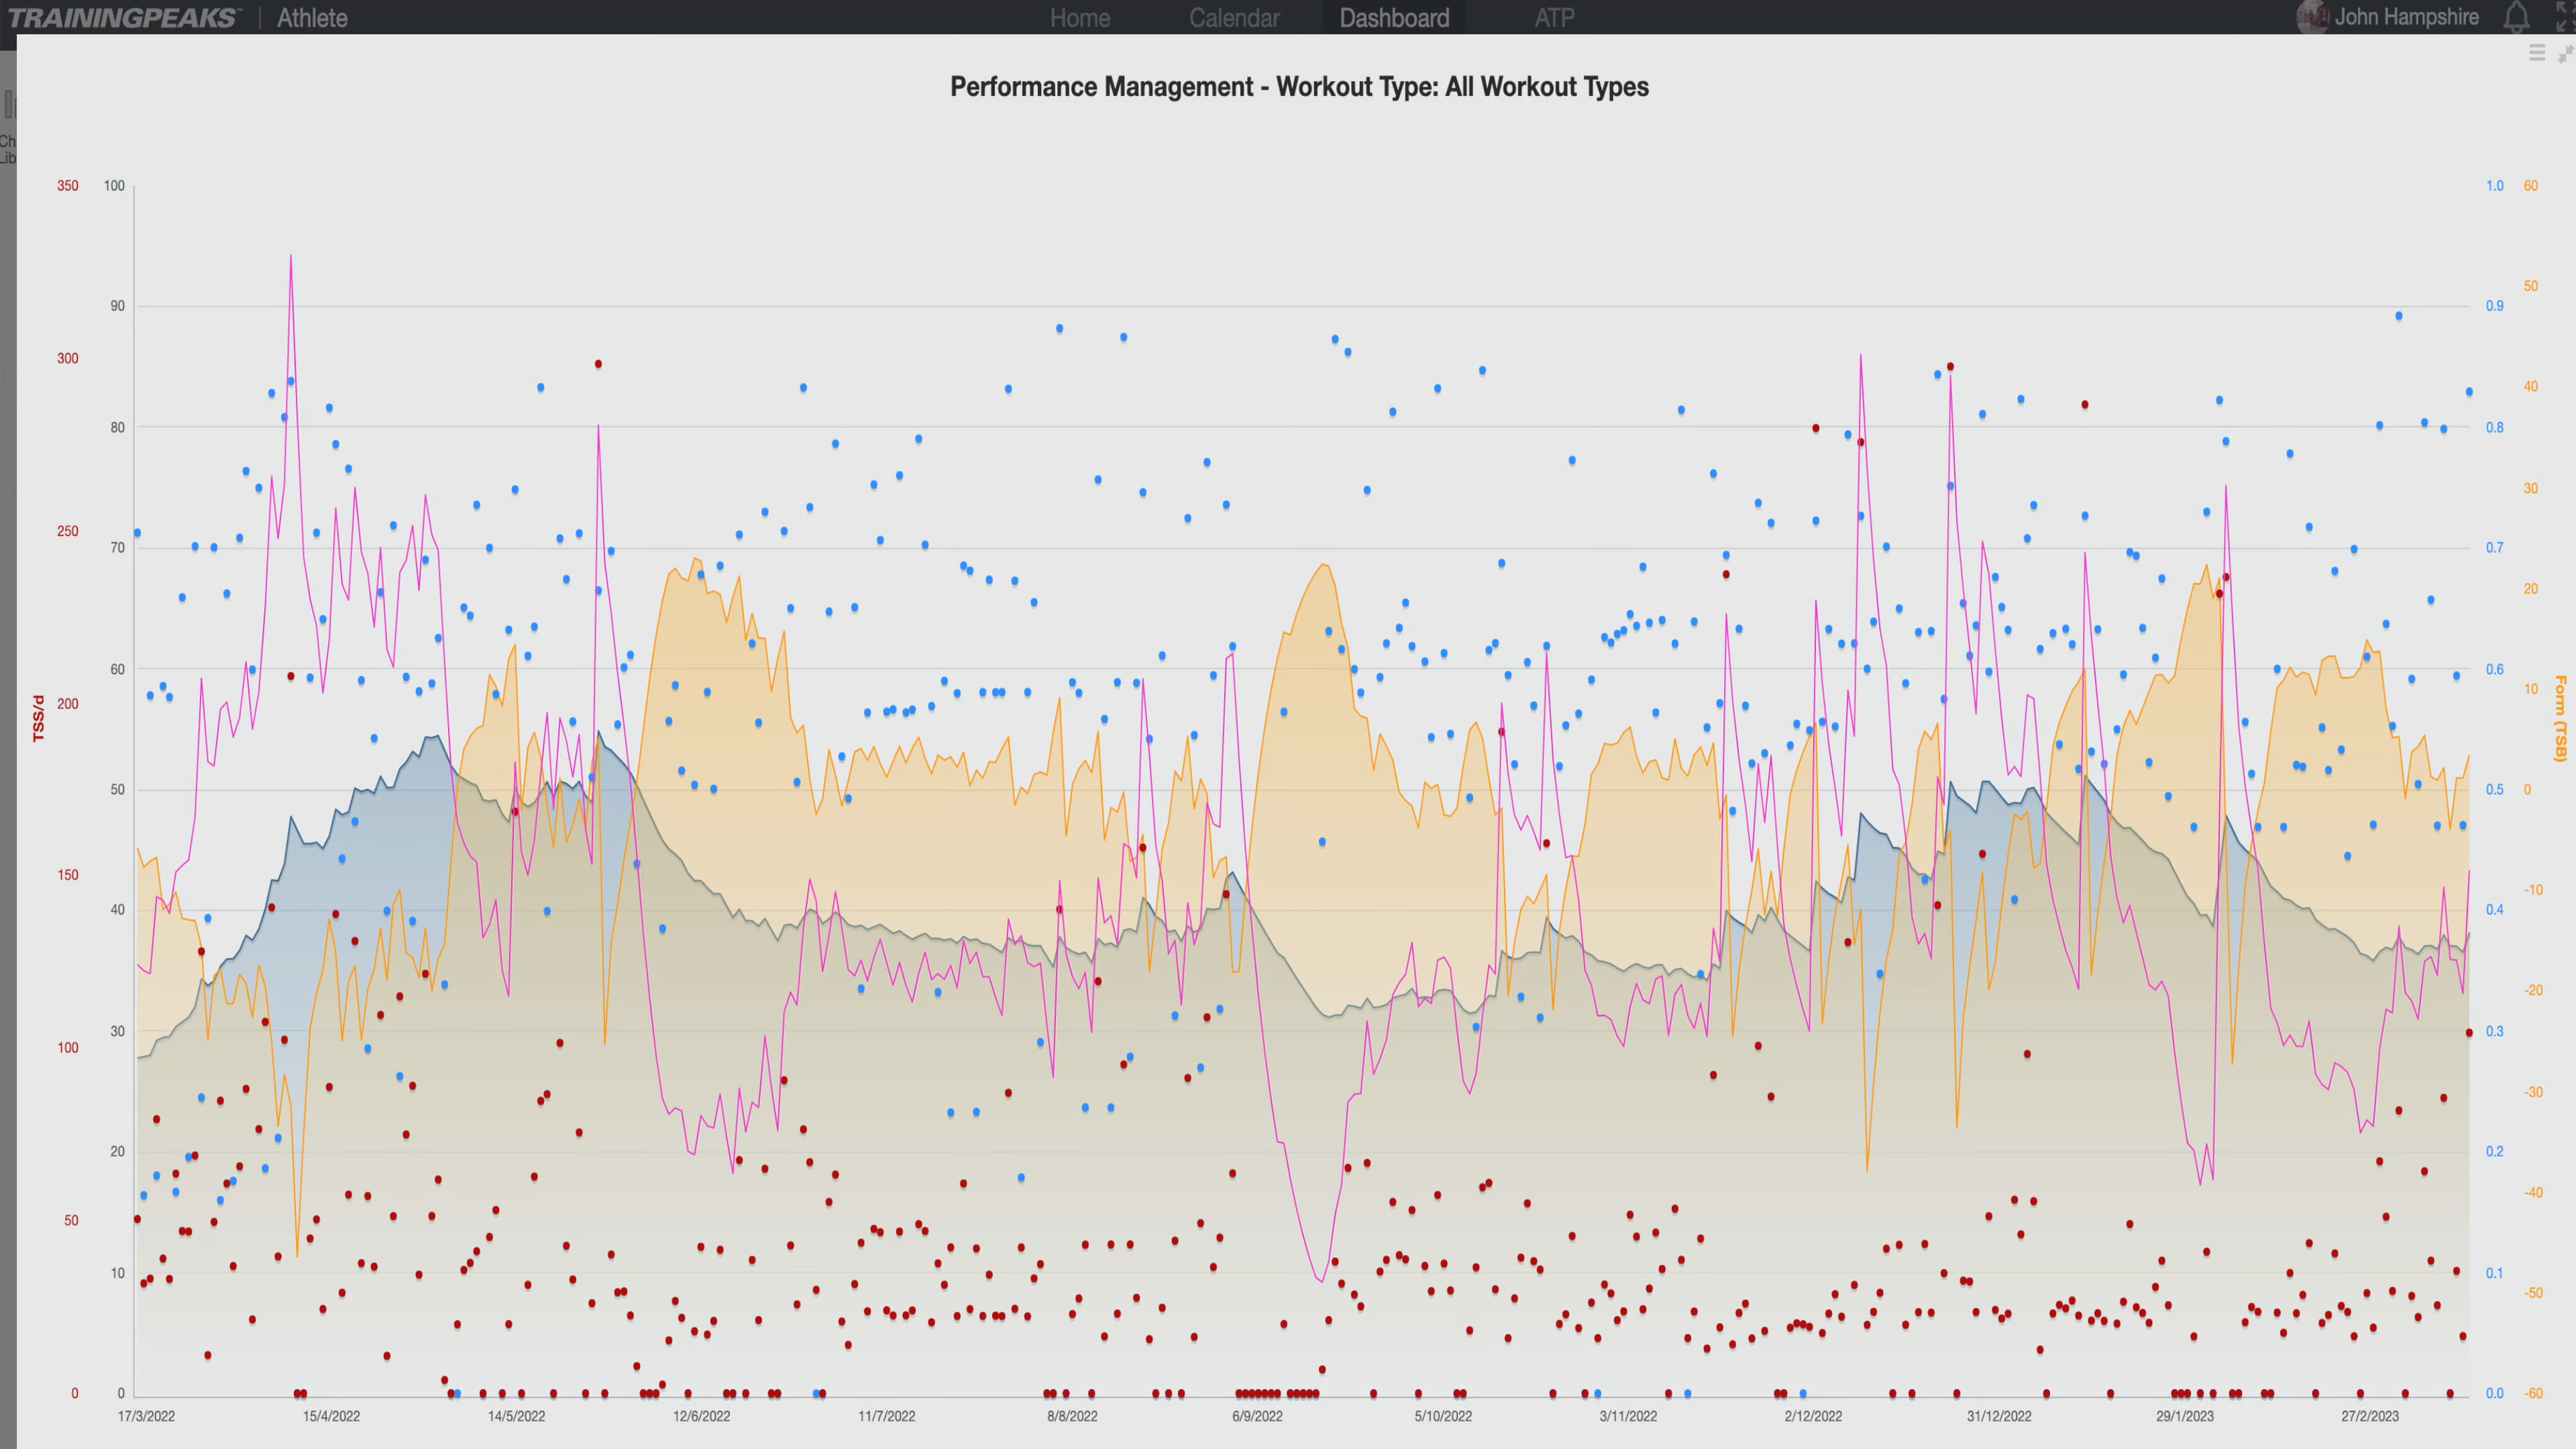 TRAININGPEAKS™ | Athlete
Home
Calendar
Dashboard
ATP
John Hampshire
Ch
Lib
Performance Management - Workout Type: All Workout Types
350 100 1.0 60
90 0.9 50
300
40
80 0.8
30
250
70 0.7
20
60 0.6
10
200
50 0.5 0
150
40 0.4 -10
-20
30 0.3
100
-30
20 0.2
-40
50
10 0.1 -50
0 0 0.0 -60
TSS/d
Form (TSB)
17/3/2022 15/4/2022 14/5/2022 12/6/2022 11/7/2022 8/8/2022 6/9/2022 5/10/2022 3/11/2022 2/12/2022 31/12/2022 29/1/2023 27/2/2023